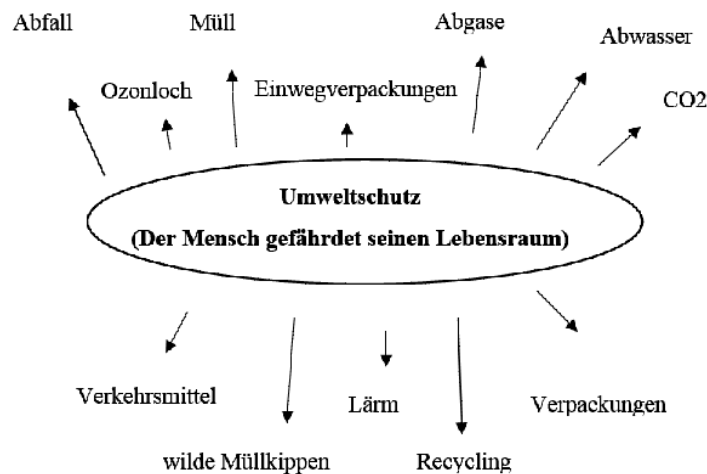 Abfall
Müll
Abgase
Abwasser
Ozonloch
Einwegverpackungen
CO2
Umweltschutz
(Der Mensch gefährdet seinen Lebensraum)
Verkehrsmittel
Lärm
Verpackungen
wilde Müllkippen
Recycling